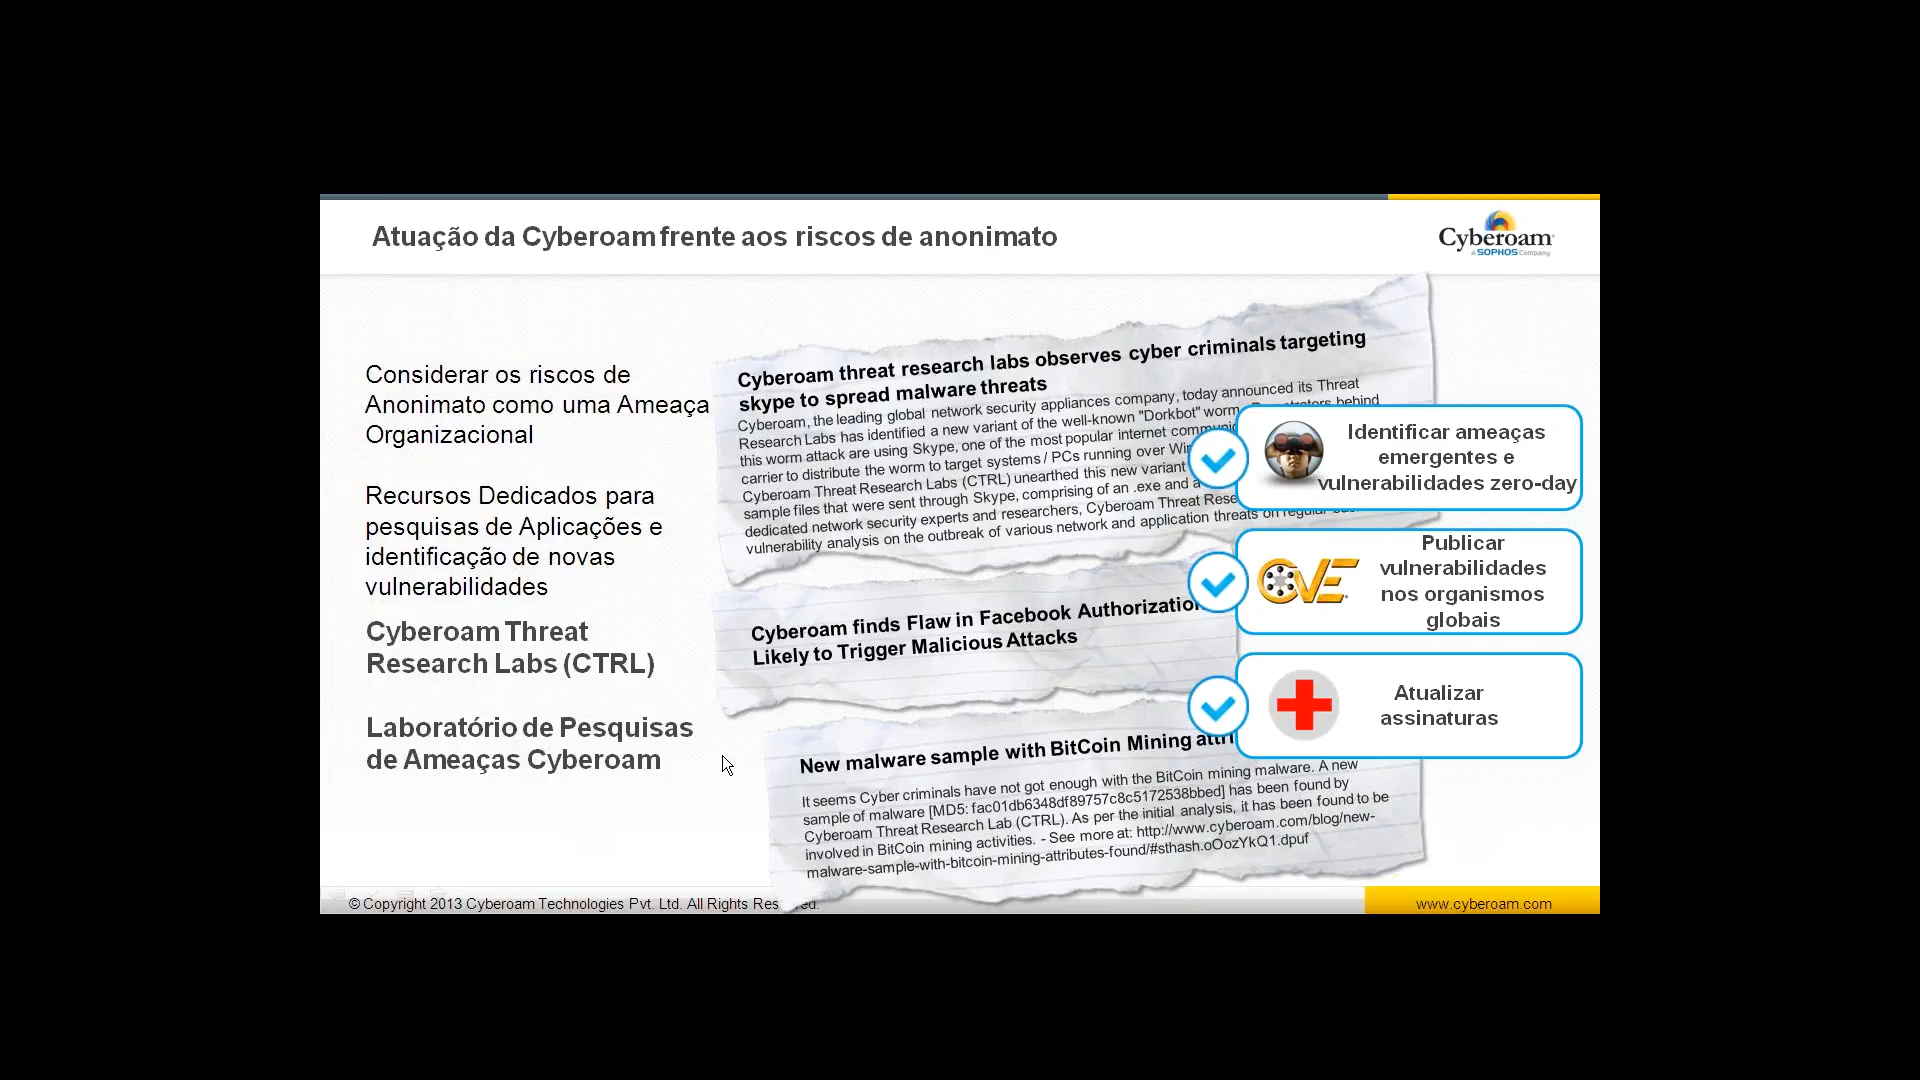 Atuação da Cyberoam frente aos riscos de anonimato
Cyberoam
A SOPHOS Company
Considerar os riscos de
Anonimato como uma Ameaça
Organizacional
Recursos Dedicados para
pesquisas de Aplicações e
identificação de novas
vulnerabilidades
Cyberoam Threat
Research Labs (CTRL)
Laboratório de Pesquisas
de Ameaças Cyberoam
Cyberoam threat research labs observes cyber criminals targeting
skype to spread malware threats
Cyberoam, the leading global network security appliances company, today announced its Threat
Research Labs has identified a new variant of the well-known "Dorkbot" worm. behind
this worm attack are using Skype, one of the most popular internet
carrier to distribute the worm to target systems / PCs running over
Cyberoam Threat Research Labs (CTRL) unearthed this new variant
sample files that were sent through Skype, comprising of an .exe and a
dedicated network security experts and researchers, Cyberoam Threat
vulnerability analysis on the outbreak of various network and application threats on regular
Cyberoam finds Flaw in Facebook Authorization
Likely to Trigger Malicious Attacks
New malware sample with BitCoin Mining
It seems Cyber criminals have not got enough with the BitCoin mining malware. A new
sample of malware [MD5: fac01db6348df89757c8c5172538bbed] has been found by
Cyberoam Threat Research Lab (CTRL). As per the initial analysis, it has been found to be
involved in BitCoin mining activities. - See more at: http://www.cyberoam.com/blog/new-
malware-sample-with-bitcoin-mining-attributes-found/#sthash.oOozYkQ1.dpuf
Identificar ameaças
emergentes e
vulnerabilidades zero-day
CVE
Publicar
vulnerabilidades
nos organismos
globais
Atualizar
assinaturas
© Copyright 2013 Cyberoam Technologies Pvt. Ltd. All Rights
www.cyberoam.com